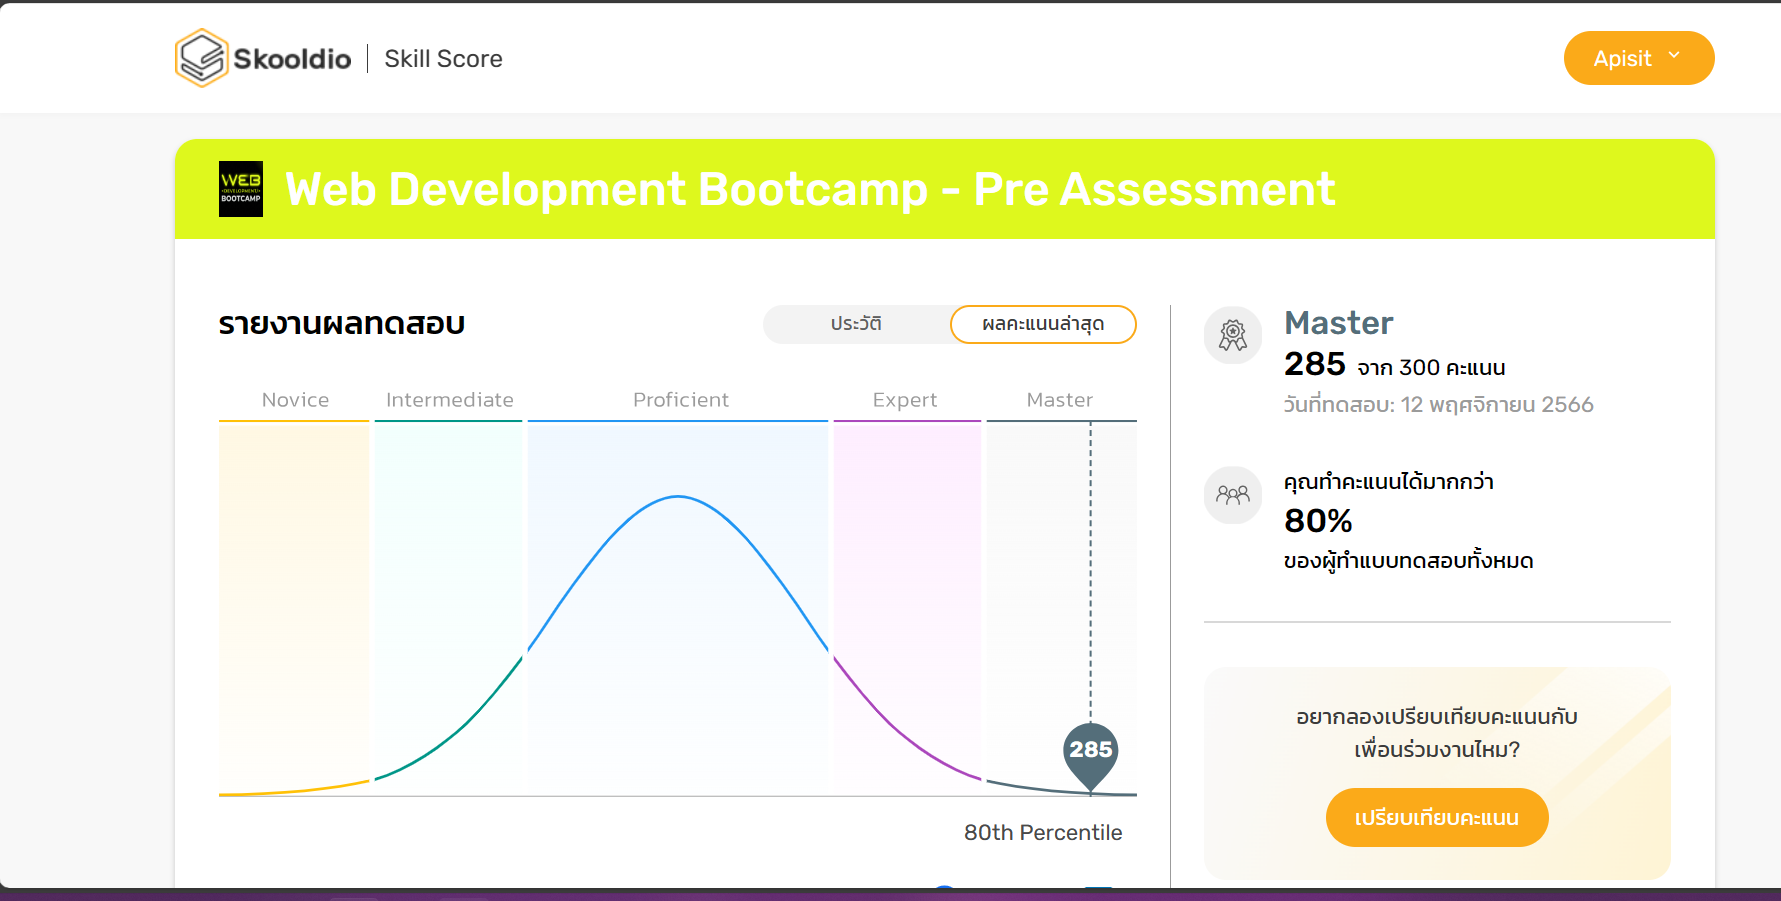 Skooldio | Skill Score
Apisit
WEB
DEVELOPMENT
BOOTCAMP
Web Development Bootcamp - Pre Assessment
รายงานผลทดสอบ
ประวัติ
ผลคะแนนล่าสุด
Novice
Intermediate
Proficient
Expert
Master
285
80th Percentile
Master
285 จาก 300 คะแนน
วันที่ทดสอบ: 12 พฤศจิกายน 2566
คุณทำคะแนนได้มากกว่า
80%
ของผู้ทำแบบทดสอบทั้งหมด
อยากลองเปรียบเทียบคะแนนกับ
เพื่อนร่วมงานไหม?
เปรียบเทียบคะแนน